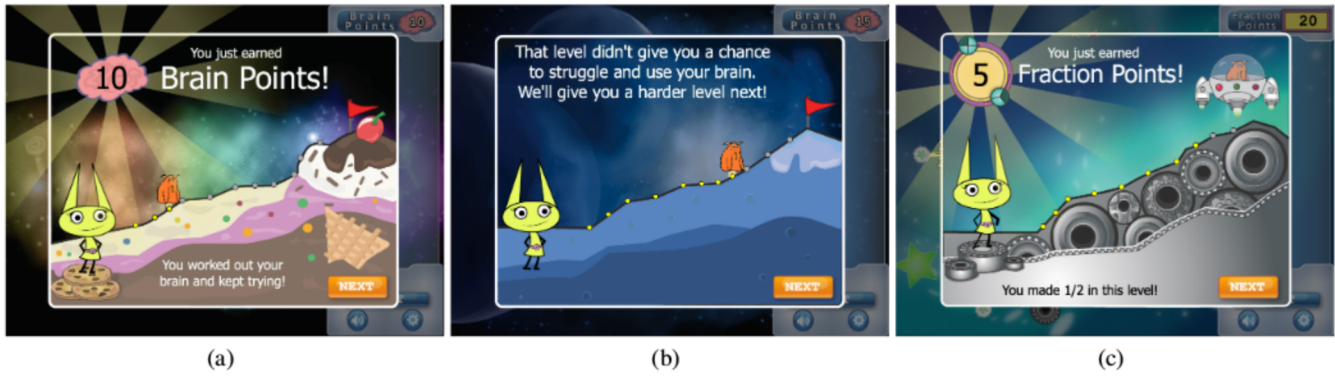 Brain
Points 10
You just earned
10 Brain Points!
You worked out your
brain and kept trying!
NEXT
(a)
Brain
Points 15
That level didn't give you a chance
to struggle and use your brain.
We'll give you a harder level next!
NEXT
(b)
Fraction
Points 20
You just earned
5 Fraction Points!
You made 1/2 in this level!
NEXT
(c)